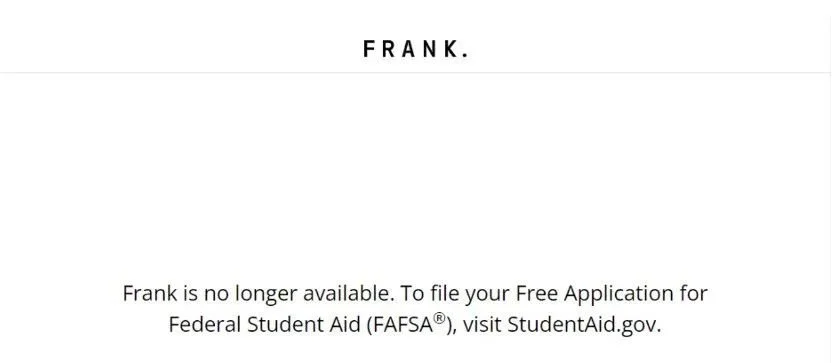 FRANK.
Frank is no longer available. To file your Free Application for
Federal Student Aid (FAFSA®), visit StudentAid.gov.